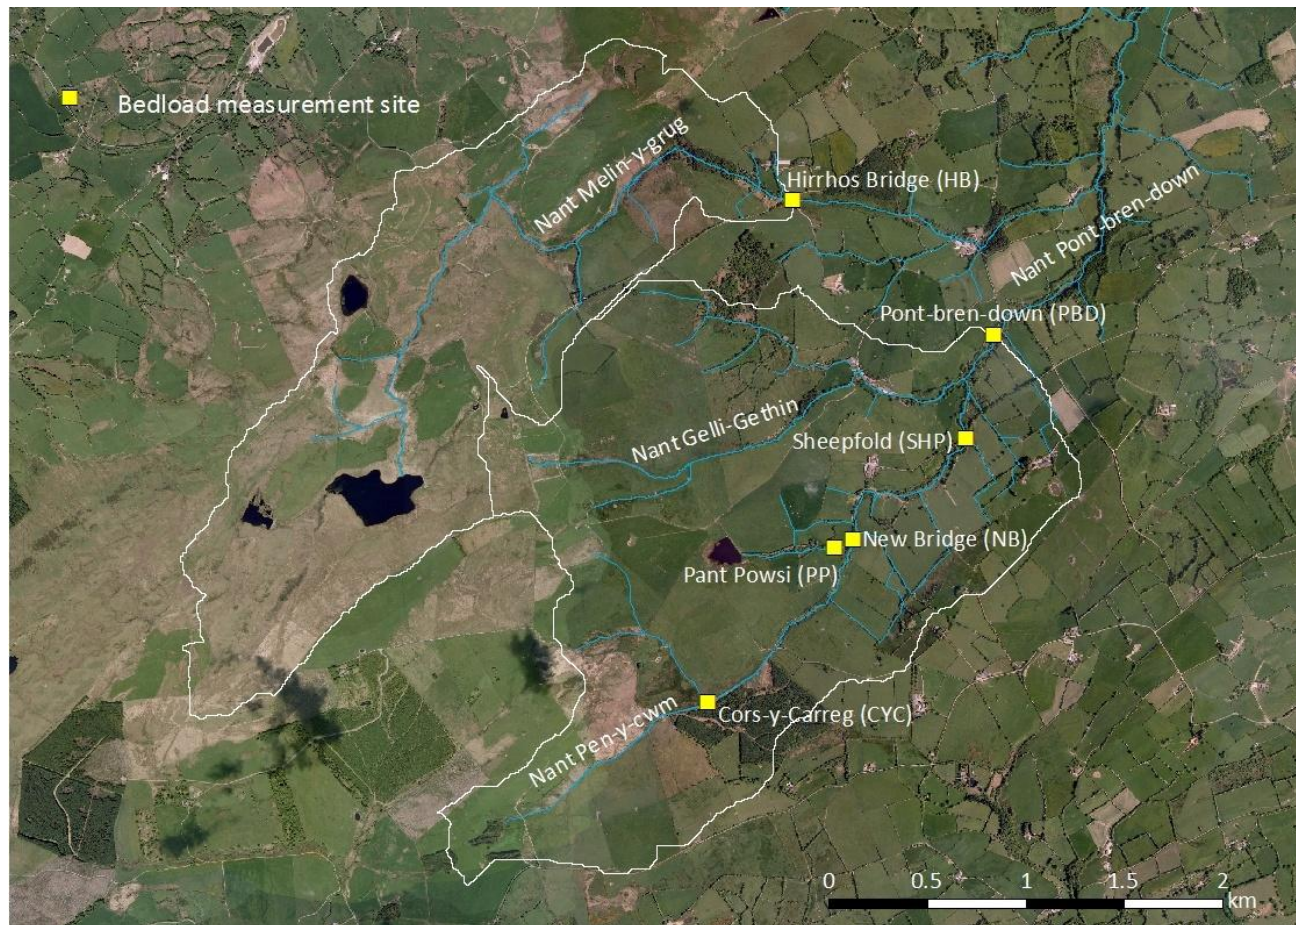 Bedload measurement site
Nant Melin-y-grug
Hirrhos Bridge (HB)
Nant Pont-bren-down
Pont-bren-down (PBD)
Nant Gelli-Gethin
Sheepfold (SHP)
New Bridge (NB)
Pant Powsi (PP)
Nant Pen-y-cwm
Cors-y-Carreg (CYC)
0 0.5 1 1.5 2
km